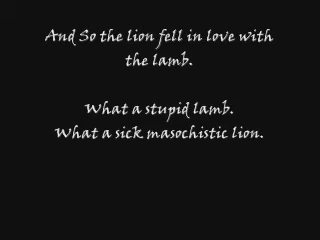 And So the lion fell in love with
the lamb.
What a stupid lamb.
What a sick masochistic lion.